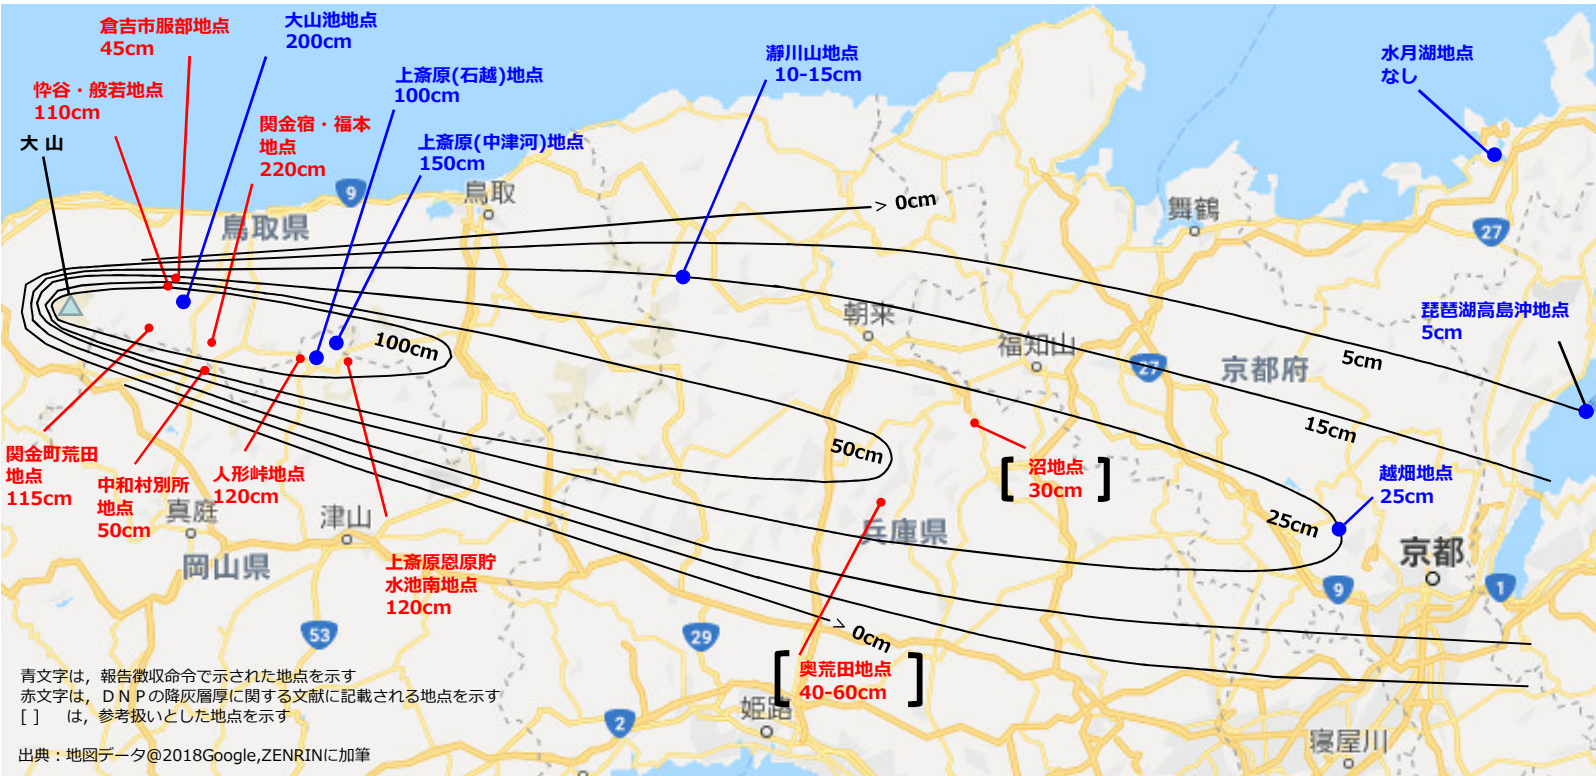 倉吉市服部地点
45cm
大山池地点
200cm
上斎原(石越)地点
100cm
瀞川山地点
10-15cm
水月湖地点
なし
忰谷・般若地点
110cm
大 山
関金宿・福本
地点
220cm
上斎原(中津河)地点
150cm
9
鳥取
鳥取県
> 0cm
舞鶴
27
100cm
朝来
福知山
27
京都府
5cm
琵琶湖高島沖地点
5cm
15cm
50cm
沼地点
30cm
越畑地点
25cm
25cm
関金町荒田
地点
115cm
中和村別所
地点
50cm
人形峠地点
120cm
真庭
津山
岡山県
上斎原恩原貯
水池南地点
120cm
兵庫県
京都
9
1
53
29
> 0cm
[奥荒田地点
40-60cm]
姫路
2
寝屋川
青文字は，報告徴収命令で示された地点を示す
赤文字は，ＤＮＰの降灰層厚に関する文献に記載される地点を示す
[ ]　は，参考扱いとした地点を示す
出典：地図データ@2018Google,ZENRINに加筆